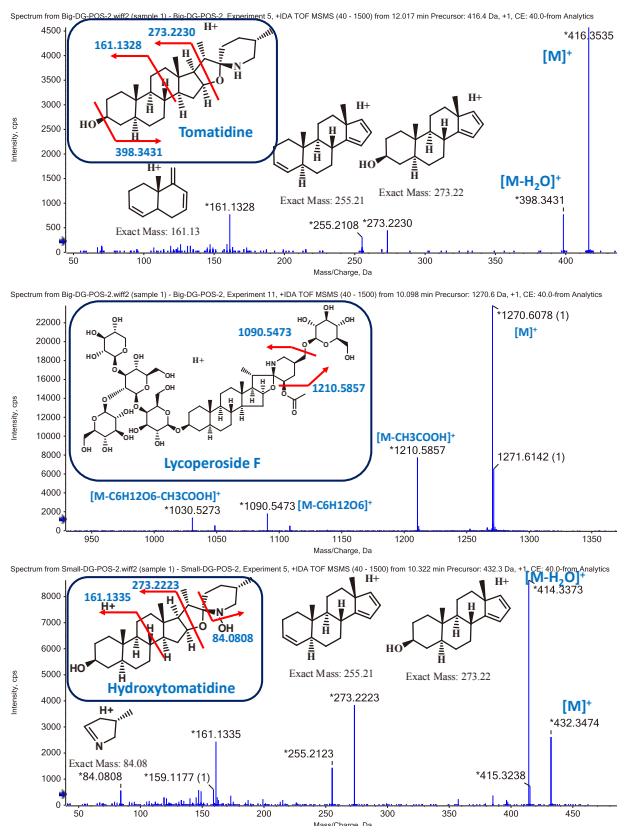 Spectrum from Big-DG-POS-2.wiff2 (sample 1) - Big-DG-POS-2, Experiment 5, +IDA TOF MSMS (40 - 1500) from 12.017 min Precursor: 416.4 Da, +1, CE: 40.0-from Analytics
Intensity, cps
4500
4000
3500
3000
2500
2000
1500
1000
500
0
161.1328
273.2230
H+
N
H
O
H
H
H
H
HO
H
Tomatidine
398.3431
*416.3535
[M]+
H+
H
H
H
Exact Mass: 255.21
H+
H
H
HO
H
Exact Mass: 273.22
H+
Exact Mass: 161.13
*161.1328
*255.2108
*273.2230
[M-H2O]+
*398.3431
50 100 150 200 250 300 350 400
Mass/Charge, Da
Spectrum from Big-DG-POS-2.wiff2 (sample 1) - Big-DG-POS-2, Experiment 11, +IDA TOF MSMS (40 - 1500) from 10.098 min Precursor: 1270.6 Da, +1, CE: 40.0-from Analytics
Intensity, cps
22000
20000
18000
16000
14000
12000
10000
8000
6000
4000
2000
0
H+
1090.5473
1210.5857
Lycoperoside F
*1270.6078 (1)
[M]+
1271.6142 (1)
[M-CH3COOH]+
*1210.5857
[M-C6H12O6-CH3COOH]+
*1030.5273
*1090.5473
[M-C6H12O6]+
950 1000 1050 1100 1150 1200 1250 1300 1350
Mass/Charge, Da
Spectrum from Small-DG-POS-2.wiff2 (sample 1) - Small-DG-POS-2, Experiment 5, +IDA TOF MSMS (40 - 1500) from 10.322 min Precursor: 432.3 Da, +1, CE: 40.0-from Analytics
Intensity, cps
8000
7000
6000
5000
4000
3000
2000
1000
0
273.2223
161.1335
H+
N
OH
O
84.0808
H
H
H
H
HO
H
Hydroxytomatidine
H+
H
H
H
Exact Mass: 255.21
H+
H
H
HO
H
Exact Mass: 273.22
[M-H2O]+
*414.3373
[M]+
*432.3474
*415.3238
H+
N
Exact Mass: 84.08
*84.0808
*159.1177 (1)
*161.1335
*255.2123
*273.2223
50 100 150 200 250 300 350 400 450
Mass/Charge, Da